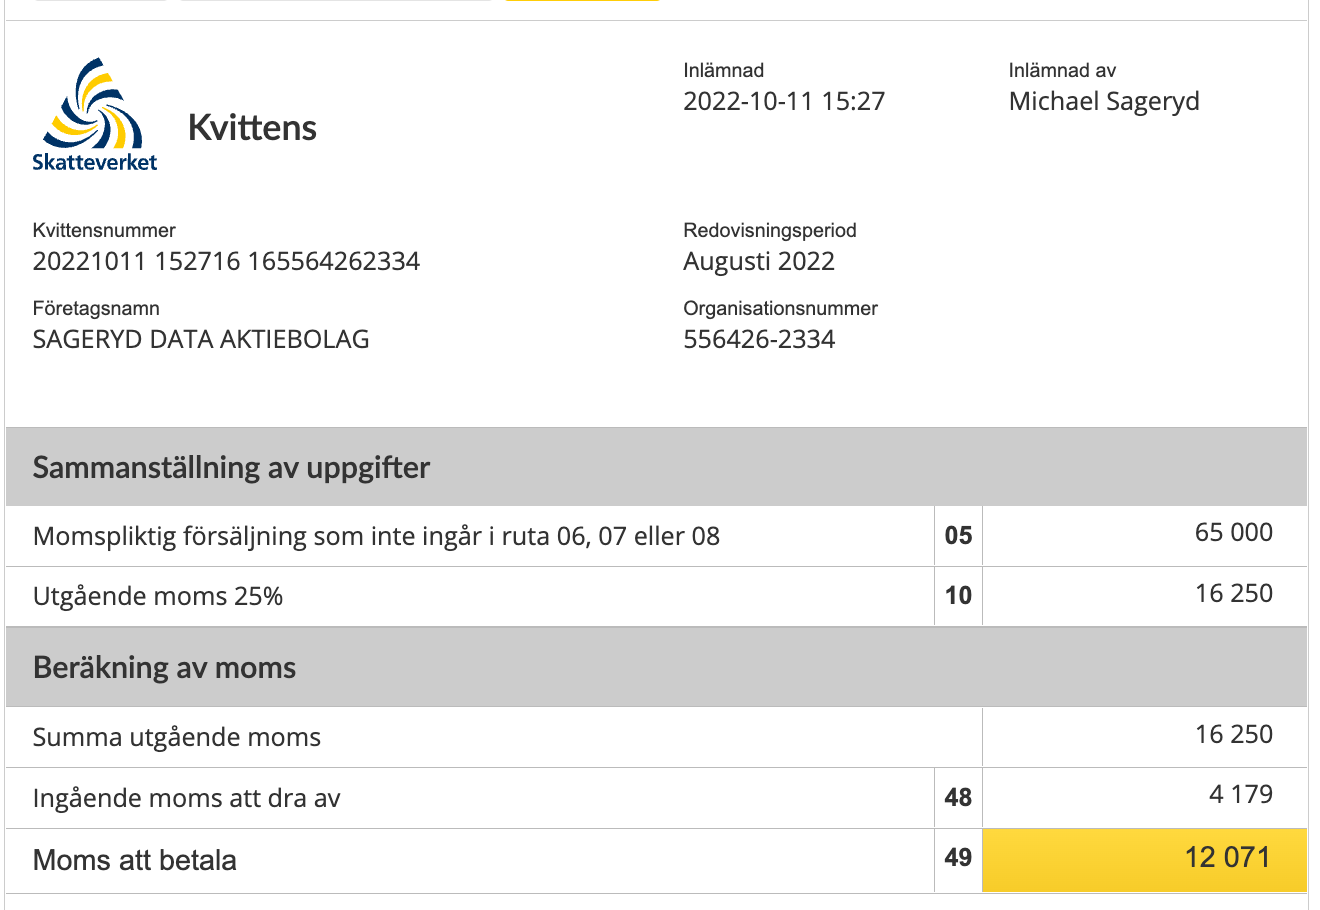 Inlämnad
Inlämnad av
2022-10-11 15:27
Michael Sageryd
Kvittens
Skatteverket
Kvittensnummer
Redovisningsperiod
20221011 152716 165564262334
Augusti 2022
Företagsnamn
Organisationsnummer
SAGERYD DATA AKTIEBOLAG
556426-2334
Sammanställning av uppgifter
Momspliktig försäljning som inte ingår i ruta 06, 07 eller 08 05 65 000
Utgående moms 25% 10 16 250
Beräkning av moms
Summa utgående moms 16 250
Ingående moms att dra av 48 4 179
Moms att betala 49 12 071